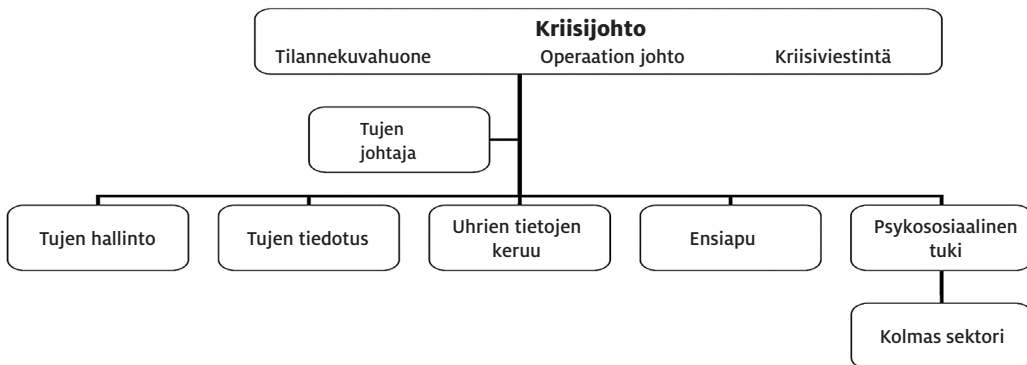 Kriisijohto
Tilannekuvahuone Operaation johto Kriisiviestintä
Tujen
johtaja
Tujen hallinto
Tujen tiedotus
Uhrien tietojen
keruu
Ensiapu
Psykososiaalinen
tuki
Kolmas sektori